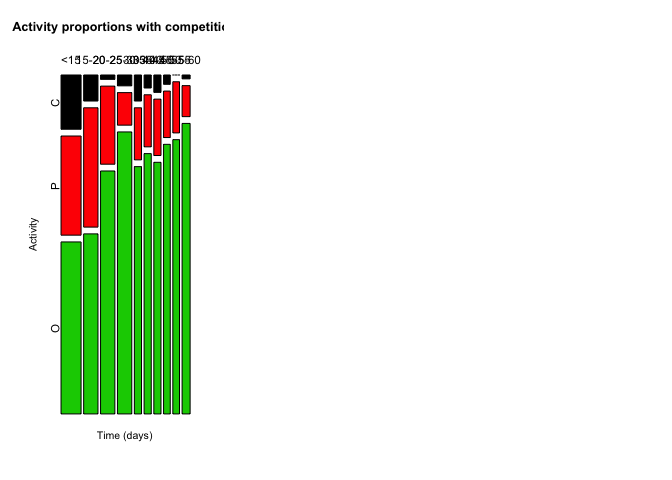 Activity proportions with competiti
<15 15-20 20-25
C
P
Activity
O
Time (days)